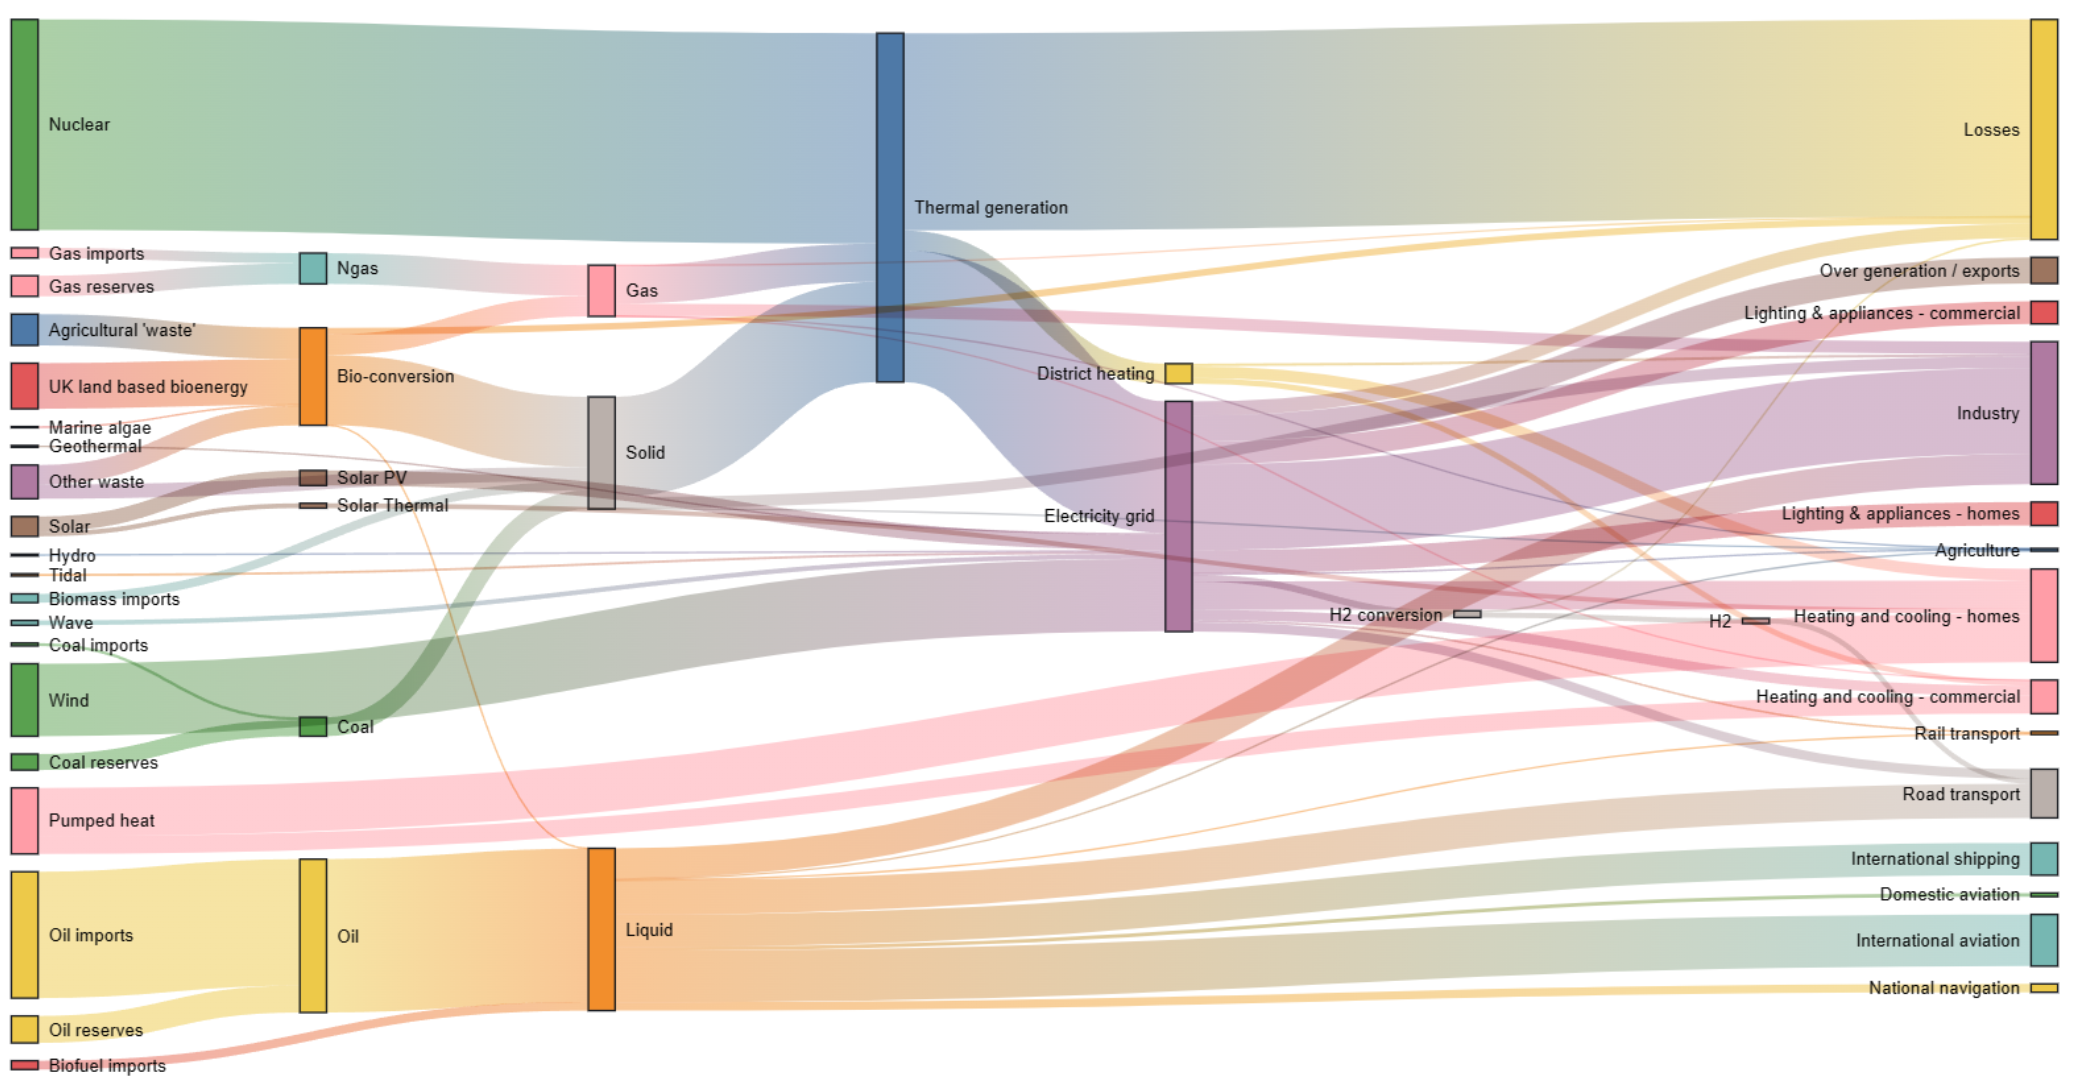 Nuclear
Gas imports
Gas reserves
Agricultural 'waste'
UK land based bioenergy
Marine algae
Geothermal
Other waste
Solar
Hydro
Tidal
Biomass imports
Wave
Coal imports
Wind
Coal reserves
Pumped heat
Oil imports
Oil reserves
Biofuel imports
Ngas
Bio-conversion
Solar PV
Solar Thermal
Coal
Oil
Gas
Solid
Liquid
Thermal generation
District heating
Electricity grid
H2 conversion
H2
Losses
Over generation / exports
Lighting & appliances - commercial
Industry
Lighting & appliances - homes
Agriculture
Heating and cooling - homes
Heating and cooling - commercial
Rail transport
Road transport
International shipping
Domestic aviation
International aviation
National navigation